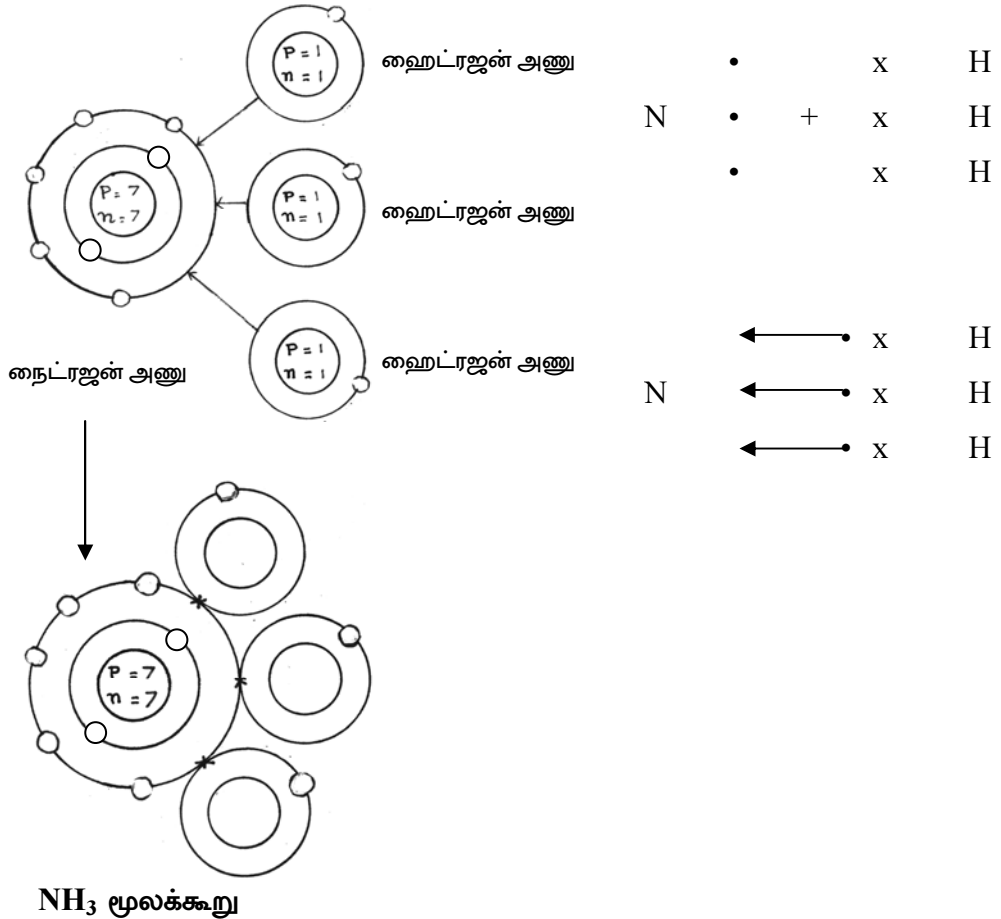 P = 1
n = 1
ஹைட்ரஜன் அணு
• x H
N • + x H
• x H
P = 7
n = 7
P = 1
n = 1
ஹைட்ரஜன் அணு
P = 1
n = 1
ஹைட்ரஜன் அணு
நைட்ரஜன் அணு
• x H
N • x H
• x H
P = 7
n = 7
NH₃ மூலக்கூறு